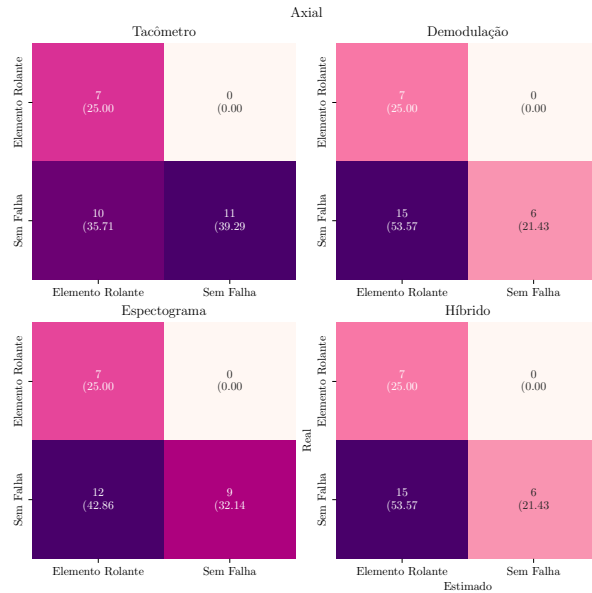 Axial
Tacômetro
Elemento Rolante
7
(25.00
0
(0.00
Sem Falha
10
(35.71
11
(39.29
Elemento Rolante
Sem Falha
Demodulação
Elemento Rolante
7
(25.00
0
(0.00
Sem Falha
15
(53.57
6
(21.43
Elemento Rolante
Sem Falha
Espectograma
Elemento Rolante
7
(25.00
0
(0.00
Sem Falha
12
(42.86
9
(32.14
Elemento Rolante
Sem Falha
Híbrido
Real
Elemento Rolante
7
(25.00
0
(0.00
Sem Falha
15
(53.57
6
(21.43
Elemento Rolante
Sem Falha
Estimado